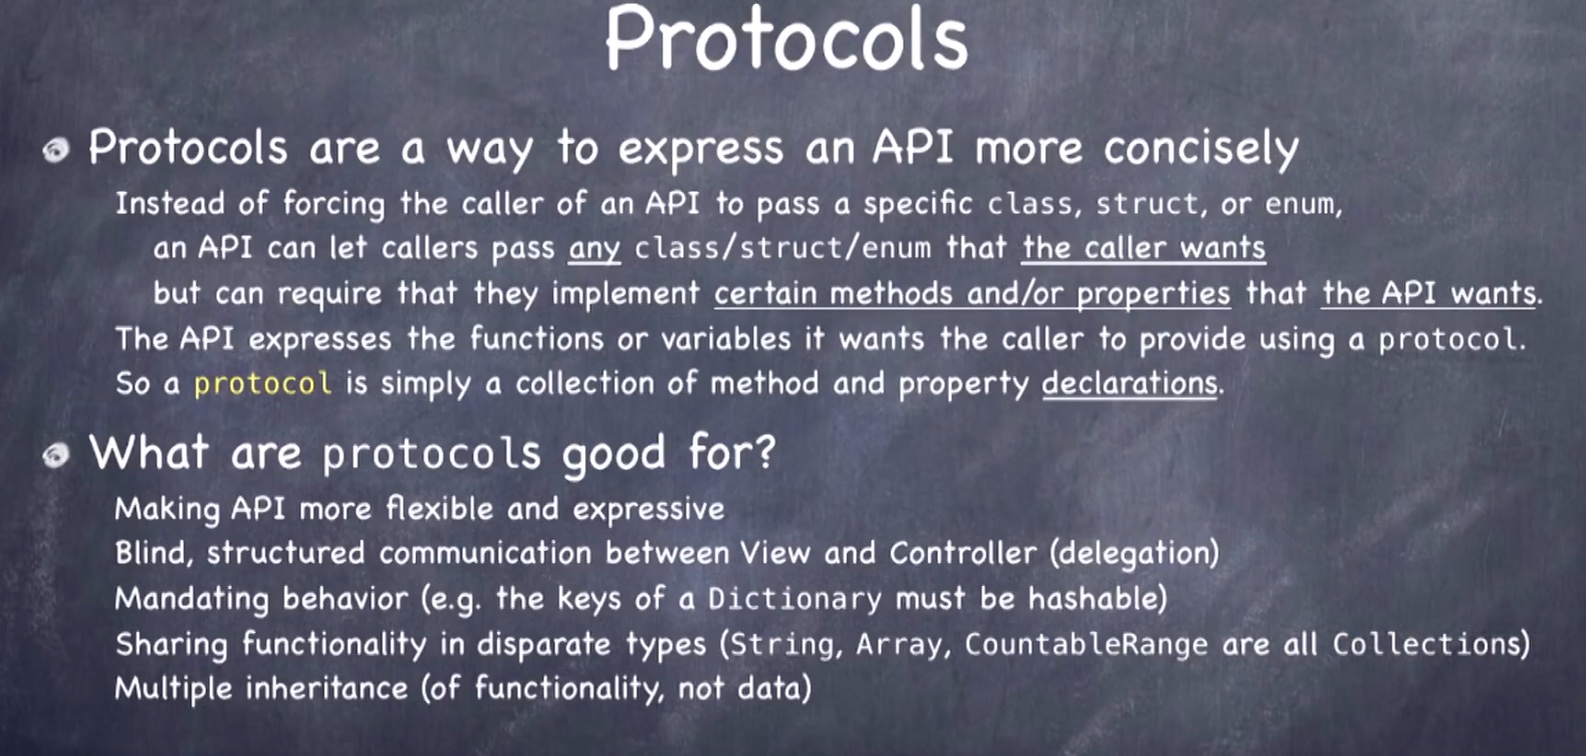 Protocols
Protocols are a way to express an API more concisely
Instead of forcing the caller of an API to pass a specific class, struct, or enum,
an API can let callers pass any class/struct/enum that the caller wants
but can require that they implement certain methods and/or properties that the API wants.
The API expresses the functions or variables it wants the caller to provide using a protocol.
So a protocol is simply a collection of method and property declarations.
What are protocols good for?
Making API more flexible and expressive
Blind, structured communication between View and Controller (delegation)
Mandating behavior (e.g. the keys of a Dictionary must be hashable)
Sharing functionality in disparate types (String, Array, CountableRange are all Collections)
Multiple inheritance (of functionality, not data)